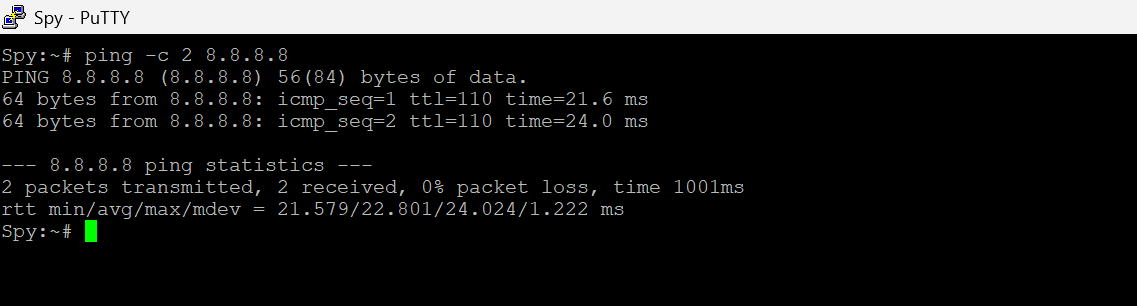 Spy - PuTTY
Spy:~# ping -c 2 8.8.8.8
PING 8.8.8.8 (8.8.8.8) 56(84) bytes of data.
64 bytes from 8.8.8.8: icmp_seq=1 ttl=110 time=21.6 ms
64 bytes from 8.8.8.8: icmp_seq=2 ttl=110 time=24.0 ms
--- 8.8.8.8 ping statistics ---
2 packets transmitted, 2 received, 0% packet loss, time 1001ms
rtt min/avg/max/mdev = 21.579/22.801/24.024/1.222 ms
Spy:~#